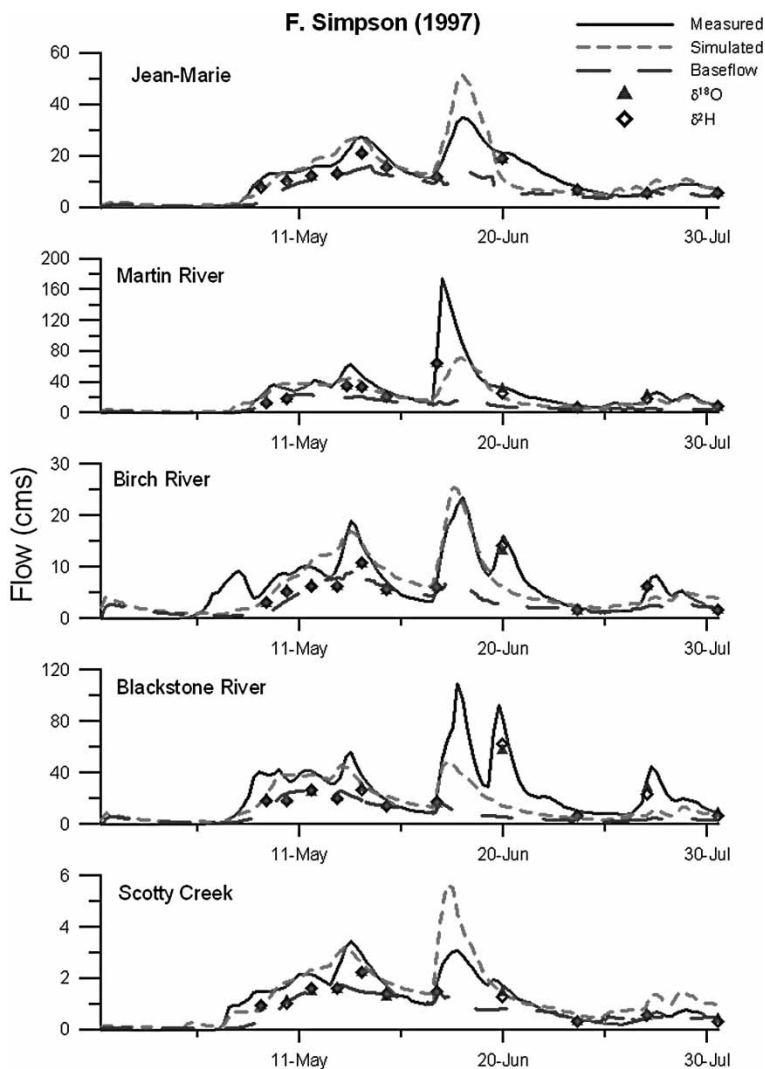 F. Simpson (1997)
Measured
Simulated
Baseflow
δ¹⁸O
δ²H
Jean-Marie
60
40
20
0
11-May 20-Jun 30-Jul
Martin River
200
160
120
80
40
0
11-May 20-Jun 30-Jul
Birch River
30
20
10
0
11-May 20-Jun 30-Jul
Flow (cms)
Blackstone River
120
80
40
0
11-May 20-Jun 30-Jul
Scotty Creek
6
4
2
0
11-May 20-Jun 30-Jul